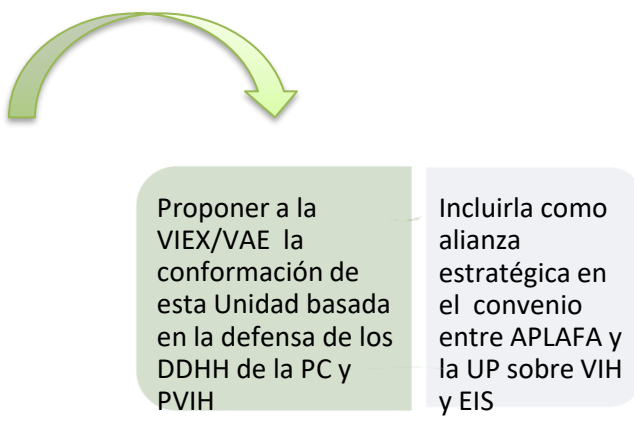 Proponer a la
VIEX/VAE la
conformación de
esta Unidad basada
en la defensa de los
DDHH de la PC y
PVIH
Incluirla como
alianza
estratégica en
el convenio
entre APLAFA y
la UP sobre VIH
y EIS